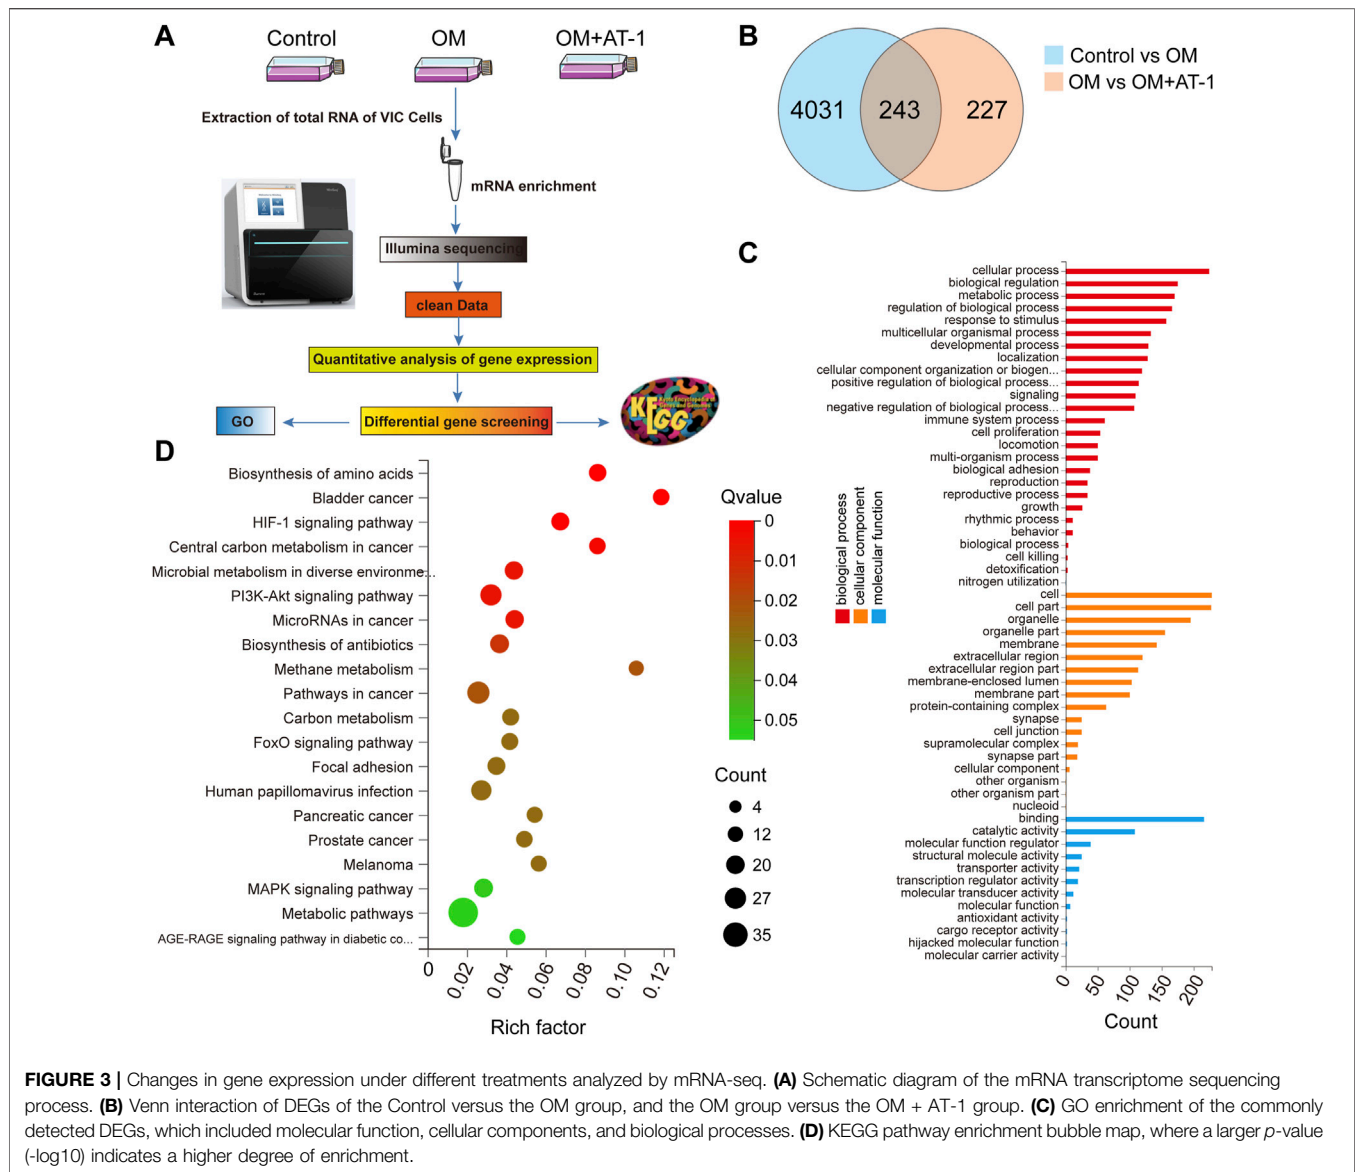 A
Control
OM
OM+AT-1
Extraction of total RNA of VIC Cells
mRNA enrichment
Illumina sequencing
clean Data
Quantitative analysis of gene expression
GO
Differential gene screening
KEGG
Kyoto Encyclopedia of
Genes and Genomes
B
4031
243
227
Control vs OM
OM vs OM+AT-1
C
cellular process
biological regulation
metabolic process
regulation of biological process
response to stimulus
multicellular organismal process
developmental process
localization
cellular component organization or biogen...
positive regulation of biological process...
signaling
negative regulation of biological process...
immune system process
cell proliferation
locomotion
multi-organism process
biological adhesion
reproduction
reproductive process
growth
rhythmic process
behavior
biological process
cell killing
detoxification
nitrogen utilization
cell
cell part
organelle
organelle part
membrane
extracellular region
extracellular region part
membrane-enclosed lumen
membrane part
protein-containing complex
synapse
cell junction
supramolecular complex
synapse part
cellular component
other organism
other organism part
nucleoid
binding
catalytic activity
molecular function regulator
structural molecule activity
transporter activity
transcription regulator activity
molecular transducer activity
molecular function
antioxidant activity
cargo receptor activity
hijacked molecular function
molecular carrier activity
0
50
100
150
200
Count
biological process
cellular component
molecular function
D
Biosynthesis of amino acids
Bladder cancer
HIF-1 signaling pathway
Central carbon metabolism in cancer
Microbial metabolism in diverse environme...
PI3K-Akt signaling pathway
MicroRNAs in cancer
Biosynthesis of antibiotics
Methane metabolism
Pathways in cancer
Carbon metabolism
FoxO signaling pathway
Focal adhesion
Human papillomavirus infection
Pancreatic cancer
Prostate cancer
Melanoma
MAPK signaling pathway
Metabolic pathways
AGE-RAGE signaling pathway in diabetic co...
0
0.02
0.04
0.06
0.08
0.10
0.12
Rich factor
Qvalue
0
0.01
0.02
0.03
0.04
0.05
Count
4
12
20
27
35
FIGURE 3 | Changes in gene expression under different treatments analyzed by mRNA-seq. (A) Schematic diagram of the mRNA transcriptome sequencing
process. (B) Venn interaction of DEGs of the Control versus the OM group, and the OM group versus the OM + AT-1 group. (C) GO enrichment of the commonly
detected DEGs, which included molecular function, cellular components, and biological processes. (D) KEGG pathway enrichment bubble map, where a larger p-value
(-log10) indicates a higher degree of enrichment.